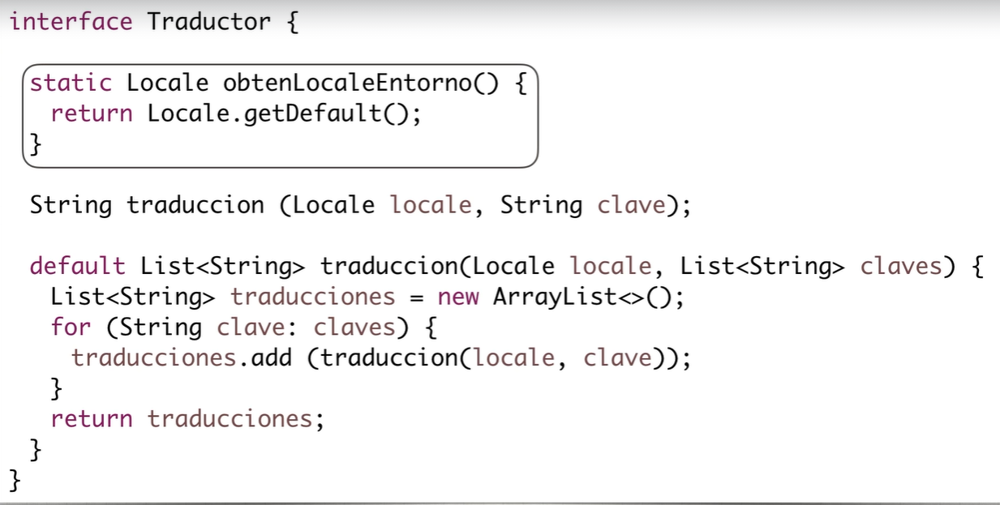 interface Traductor {
static Locale obtenLocaleEntorno() {
return Locale.getDefault();
}
String traduccion (Locale locale, String clave);
default List<String> traduccion(Locale locale, List<String> claves) {
List<String> traducciones = new ArrayList<>();
for (String clave: claves) {
traducciones.add (traduccion(locale, clave));
}
return traducciones;
}
}